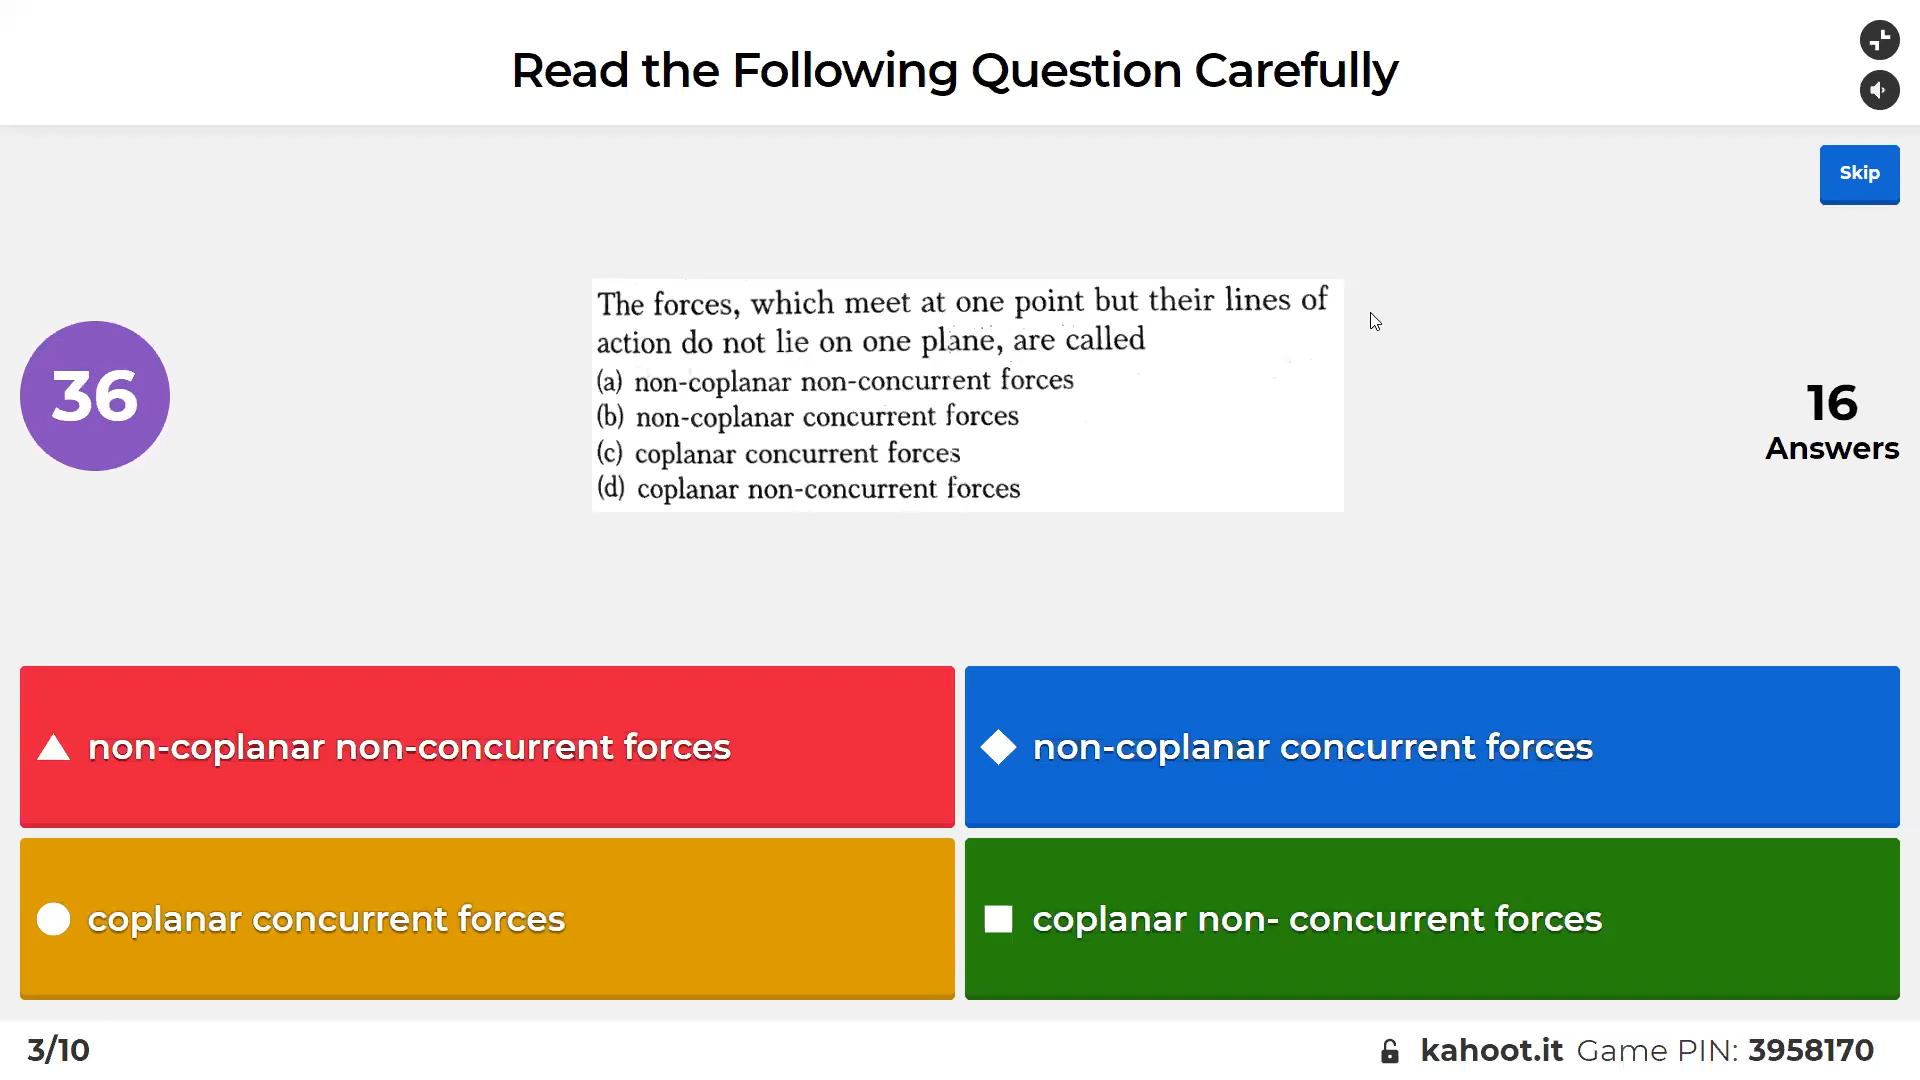 Read the Following Question Carefully
Skip
The forces, which meet at one point but their lines of
action do not lie on one plane, are called
(a) non-coplanar non-concurrent forces
(b) non-coplanar concurrent forces
(c) coplanar concurrent forces
(d) coplanar non-concurrent forces
36
16
Answers
non-coplanar non-concurrent forces
non-coplanar concurrent forces
coplanar concurrent forces
coplanar non- concurrent forces
3/10
kahoot.it Game PIN: 3958170